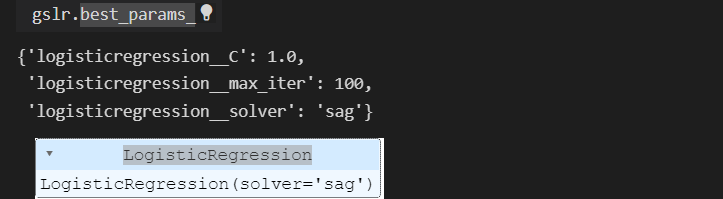 gslr.best_params_
{'logisticregression__C': 1.0,
'logisticregression__max_iter': 100,
'logisticregression__solver': 'sag'}
LogisticRegression
LogisticRegression(solver='sag')